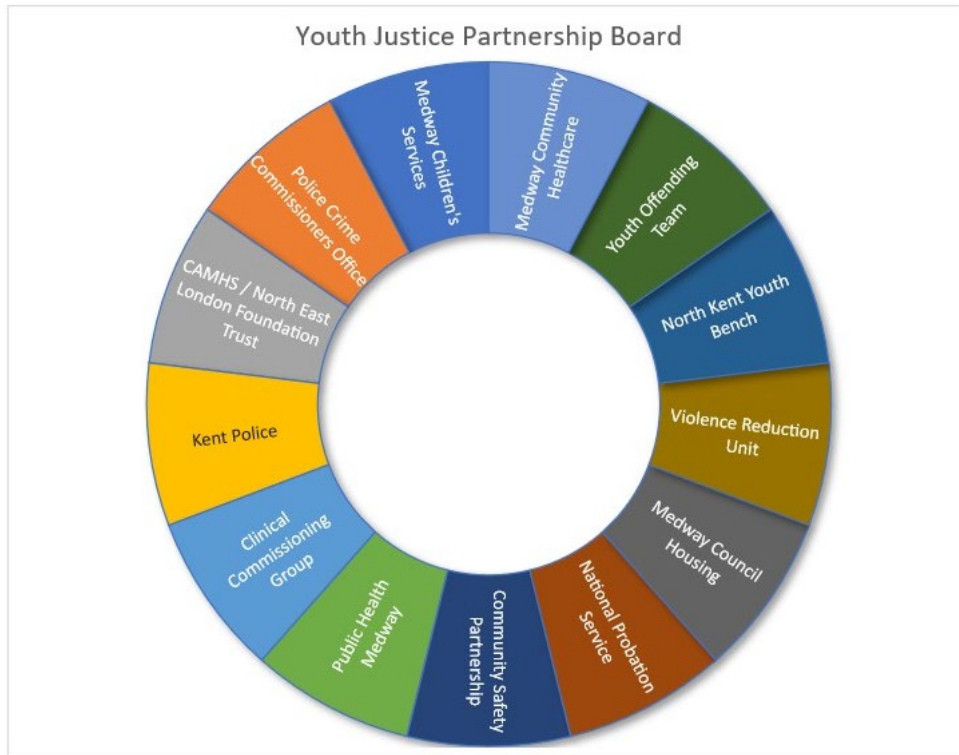 Youth Justice Partnership Board
Medway Community
Healthcare
Youth Offending
Team
North Kent Youth
Bench
Violence Reduction
Unit
Medway Council
Housing
National Probation
Service
Community Safety
Partnership
Public Health
Medway
Clinical
Commissioning
Group
Kent Police
CAMHS / North East
London Foundation
Trust
Police Crime
Commissioners Office
Medway Children's
Services